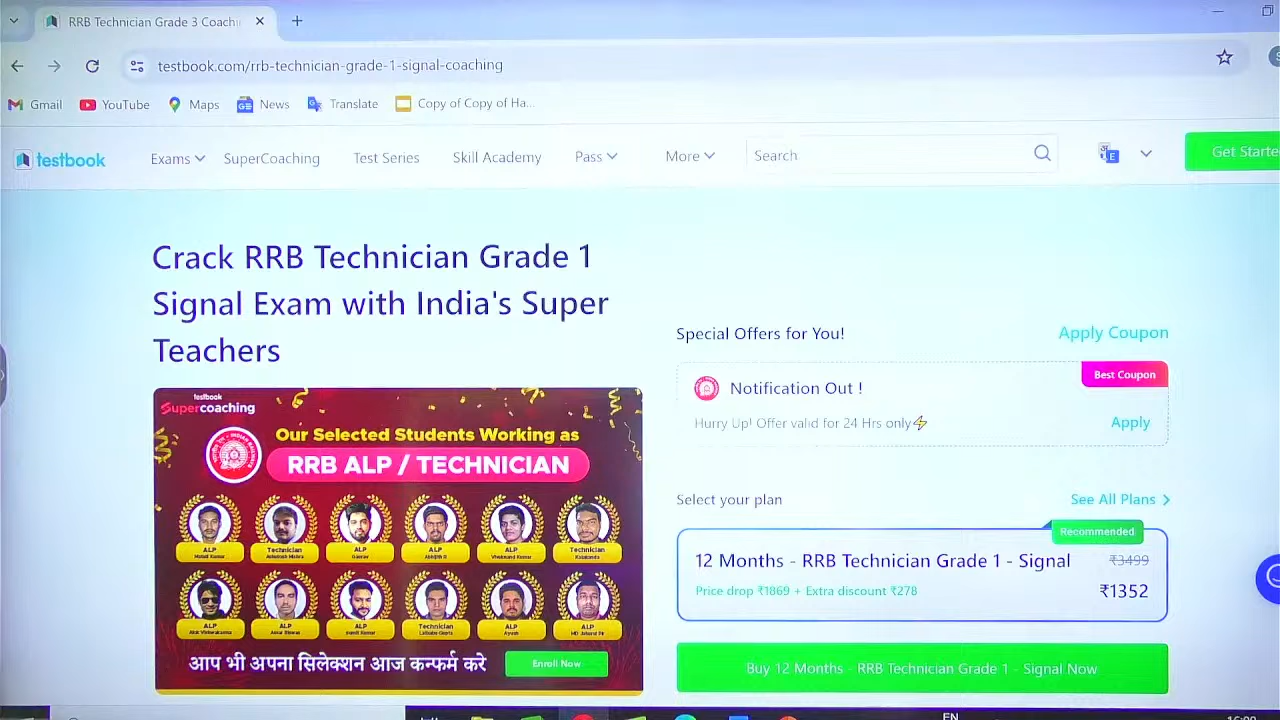 RRB Technician Grade 3 Coachi
testbook.com/rrb-technician-grade-1-signal-coaching
Gmail YouTube Maps News Translate Copy of Copy of Ha...
testbook Exams SuperCoaching Test Series Skill Academy Pass More Search Get Starte
Crack RRB Technician Grade 1
Signal Exam with India's Super
Teachers
testbook
Supercoaching
Our Selected Students Working as
RRB ALP / TECHNICIAN
ALP Technician ALP ALP ALP Technician
Gaurav
ALP ALP ALP Technician ALP ALP
Ayush
आप भी अपना सिलेक्शन आज कन्फर्म करे Enroll Now
Special Offers for You! Apply Coupon
Best Coupon
Notification Out !
Hurry Up! Offer valid for 24 Hrs only⚡ Apply
Select your plan See All Plans
Recommended
12 Months - RRB Technician Grade 1 - Signal ₹3499
Price drop ₹1869 + Extra discount ₹278 ₹1352
Buy 12 Months - RRB Technician Grade 1 - Signal Now
EN